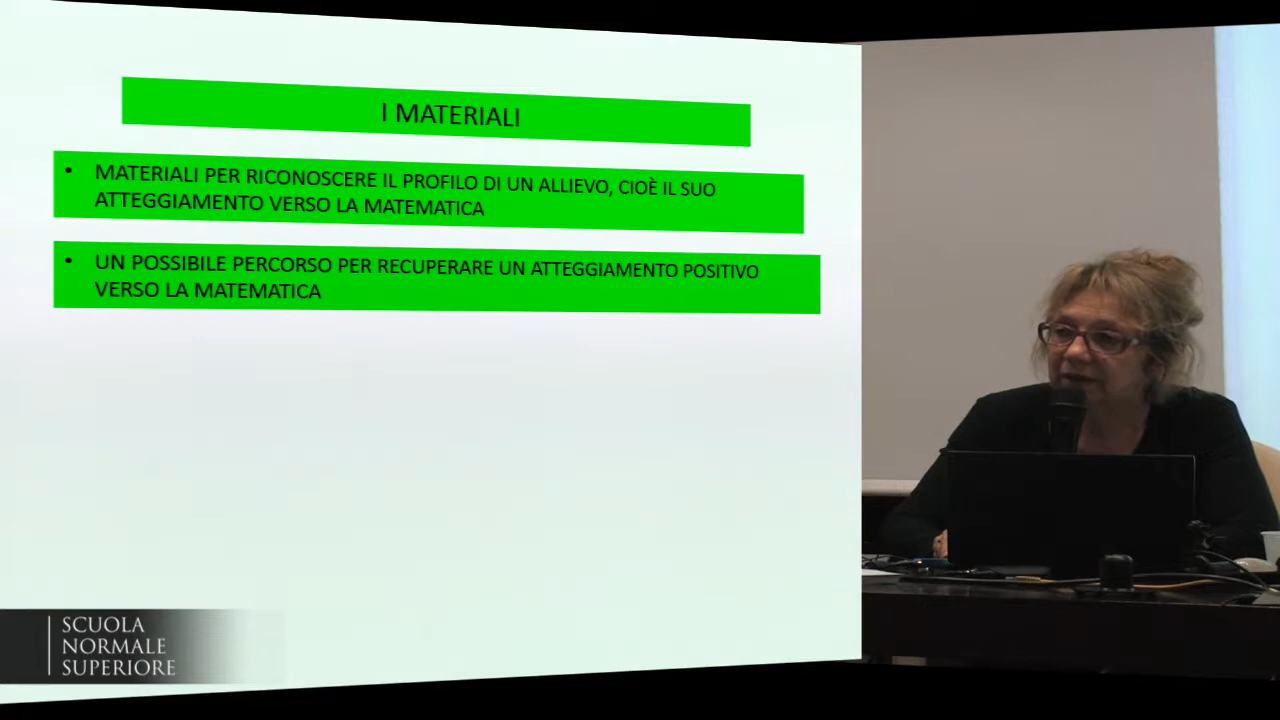 I MATERIALI
• MATERIALI PER RICONOSCERE IL PROFILO DI UN ALLIEVO, CIOÈ IL SUO
ATTEGGIAMENTO VERSO LA MATEMATICA
• UN POSSIBILE PERCORSO PER RECUPERARE UN ATTEGGIAMENTO POSITIVO
VERSO LA MATEMATICA
SCUOLA
NORMALE
SUPERIORE